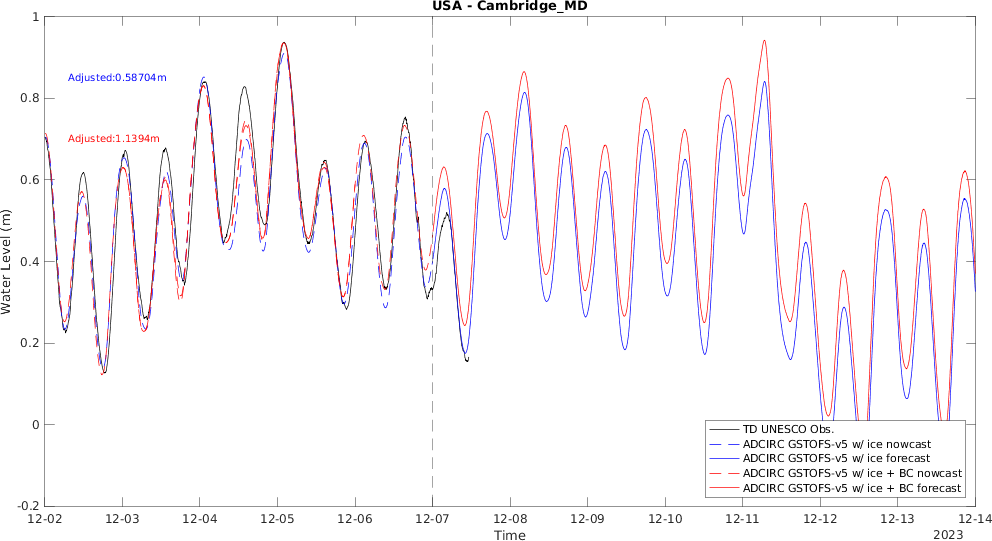 USA - Cambridge_MD
1
0.8
0.6
0.4
0.2
0
-0.2
Water Level (m)
Adjusted:0.58704m
Adjusted:1.1394m
TD UNESCO Obs.
ADCIRC GSTOFS-v5 w/ ice nowcast
ADCIRC GSTOFS-v5 w/ ice forecast
ADCIRC GSTOFS-v5 w/ ice + BC nowcast
ADCIRC GSTOFS-v5 w/ ice + BC forecast
12-02 12-03 12-04 12-05 12-06 12-07 12-08 12-09 12-10 12-11 12-12 12-13 12-14
Time
2023